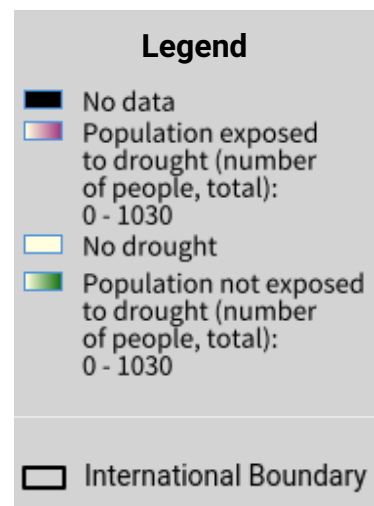 Legend
No data
Population exposed
to drought (number
of people, total):
0 - 1030
No drought
Population not exposed
to drought (number
of people, total):
0 - 1030
International Boundary